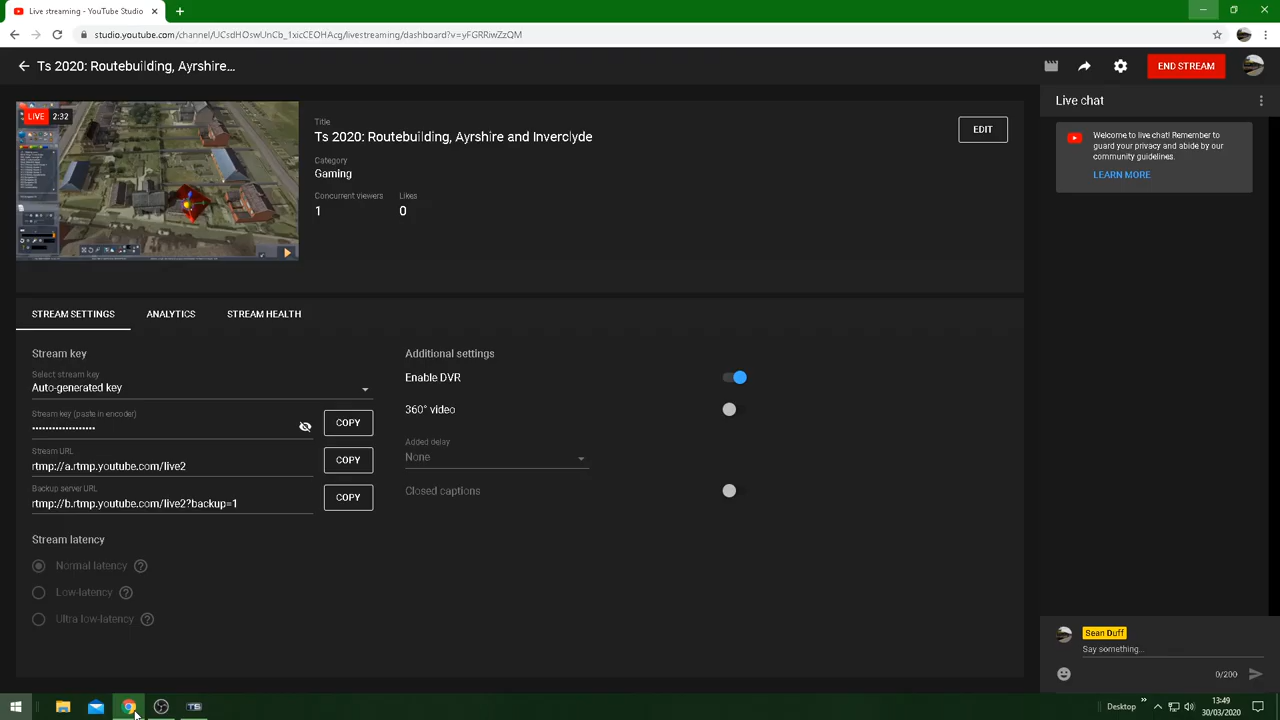 Live streaming - YouTube Studio
studio.youtube.com/channel/UCsdHOswUnCb_1xicCEOHAcg/livestreaming/dashboard?v=yFGRRiwZzQM
Ts 2020: Routebuilding, Ayrshire...
END STREAM
LIVE 2:32
Title
Ts 2020: Routebuilding, Ayrshire and Inverclyde
EDIT
Category
Gaming
Concurrent viewers Likes
1 0
Live chat
Welcome to live chat! Remember to
guard your privacy and abide by our
community guidelines.
LEARN MORE
STREAM SETTINGS ANALYTICS STREAM HEALTH
Stream key
Select stream key
Auto-generated key
Stream key (paste in encoder)
••••••••••••••••••• COPY
Stream URL
rtmp://a.rtmp.youtube.com/live2 COPY
Backup server URL
rtmp://b.rtmp.youtube.com/live2?backup=1 COPY
Stream latency
Normal latency
Low-latency
Ultra low-latency
Additional settings
Enable DVR
360° video
Added delay
None
Closed captions
Sean Duff
Say something...
0/200
TS
Desktop
13:49
30/03/2020